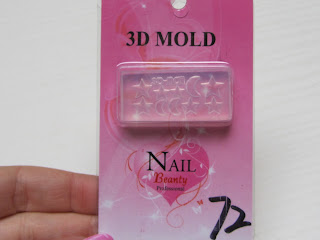 3D MOLD
NAIL
Beauty
Professional
72